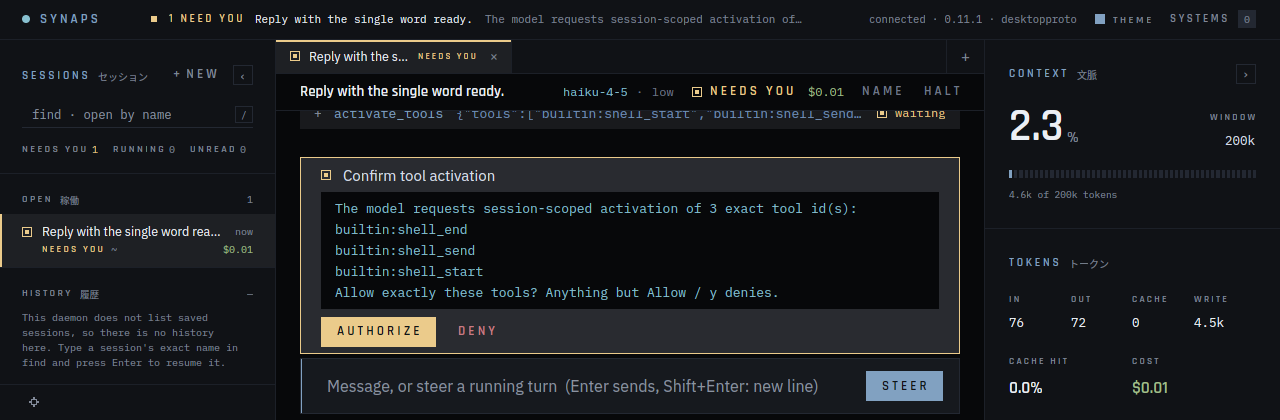 SYNAPS
1 NEED YOU Reply with the single word ready. The model requests session-scoped activation of…
connected · 0.11.1 · desktopproto
THEME
SYSTEMS 0
SESSIONS セッション
+ NEW ‹
find · open by name /
NEEDS YOU 1 RUNNING 0 UNREAD 0
OPEN 稼働 1
Reply with the single word rea… now
NEEDS YOU ~ $0.01
HISTORY 履歴 —
This daemon does not list saved
sessions, so there is no history
here. Type a session's exact name in
find and press Enter to resume it.
Reply with the s… NEEDS YOU ×
+
Reply with the single word ready.
haiku-4-5 · low
NEEDS YOU $0.01 NAME HALT
+ activate_tools {"tools":["builtin:shell_start","builtin:shell_send… Waiting
Confirm tool activation
The model requests session-scoped activation of 3 exact tool id(s):
builtin:shell_end
builtin:shell_send
builtin:shell_start
Allow exactly these tools? Anything but Allow / y denies.
AUTHORIZE DENY
Message, or steer a running turn (Enter sends, Shift+Enter: new line)
STEER
CONTEXT 文脈 ›
2.3 %
WINDOW
200k
4.6k of 200k tokens
TOKENS トークン
IN OUT CACHE WRITE
76 72 0 4.5k
CACHE HIT COST
0.0% $0.01